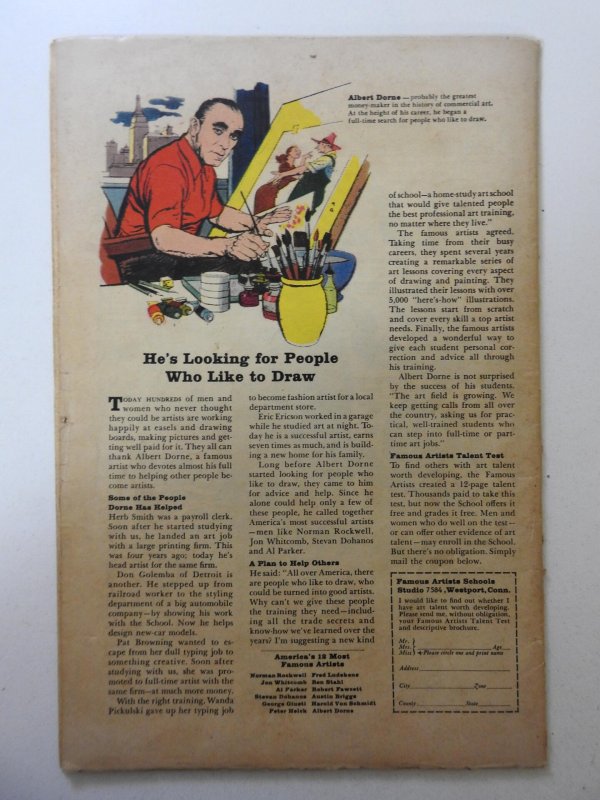 Albert Dorne — probably the greatest
money-maker in the history of commercial art.
At the height of his career, he began a
full-time search for people who like to draw.
He's Looking for People
Who Like to Draw
TODAY HUNDREDS of men and
women who never thought
they could be artists are working
happily at easels and drawing
boards, making pictures and get-
ting well paid for it. They all can
thank Albert Dorne, a famous
artist who devotes almost his full
time to helping other people be-
come artists.
Some of the People
Dorne Has Helped
Herb Smith was a payroll clerk.
Soon after he started studying
with us, he landed an art job
with a large printing firm. This
was four years ago; today he's
head artist for the same firm.
Don Golemba of Detroit is
another. He stepped up from
railroad worker to the styling
department of a big automobile
company—by showing his work
with the School. Now he helps
design new-car models.
Pat Browning wanted to es-
cape from her dull typing job to
something creative. Soon after
studying with us, she was pro-
moted to full-time artist with the
same firm—at much more money.
With the right training, Wanda
Pickulski gave up her typing job
to become fashion artist for a local
department store.
Eric Ericson worked in a garage
while he studied art at night. To-
day he is a successful artist, earns
seven times as much, and is build-
ing a new home for his family.
Long before Albert Dorne
started looking for people who
like to draw, they came to him
for advice and help. Since he
alone could help only a few of
these people, he called together
America's most successful artists
—men like Norman Rockwell,
Jon Whitcomb, Stevan Dohanos
and Al Parker.
A Plan to Help Others
He said: "All over America, there
are people who like to draw, who
could be turned into good artists.
Why can't we give these people
the training they need—includ-
ing all the trade secrets and
know-how we've learned over the
years? I'm suggesting a new kind
America's 12 Most
Famous Artists
Norman Rockwell Fred Ludekens
Jon Whitcomb Ben Stahl
Al Parker Robert Fawcett
Stevan Dohanos Austin Briggs
George Giusti Harold Von Schmidt
Peter Helck Albert Dorne
of school—a home-study art school
that would give talented people
the best professional art training,
no matter where they live."
The famous artists agreed.
Taking time from their busy
careers, they spent several years
creating a remarkable series of
art lessons covering every aspect
of drawing and painting. They
illustrated their lessons with over
5,000 "here's-how" illustrations.
The lessons start from scratch
and cover every skill a top artist
needs. Finally, the famous artists
developed a wonderful way to
give each student personal cor-
rection and advice all through
his training.
Albert Dorne is not surprised
by the success of his students.
"The art field is growing. We
keep getting calls from all over
the country, asking us for prac-
tical, well-trained students who
can step into full-time or part-
time art jobs."
Famous Artists Talent Test
To find others with art talent
worth developing, the Famous
Artists created a 12-page talent
test. Thousands paid to take this
test, but now the School offers it
free and grades it free. Men and
women who do well on the test—
or can offer other evidence of art
talent—may enroll in the School.
But there's no obligation. Simply
mail the coupon below.
Famous Artists Schools
Studio 7584, Westport, Conn.
I would like to find out whether I
have art talent worth developing.
Please send me, without obligation,
your Famous Artists Talent Test
and descriptive brochure.
Mr.
Mrs. Age
Miss Please circle one and print name
Address
City Zone
County State